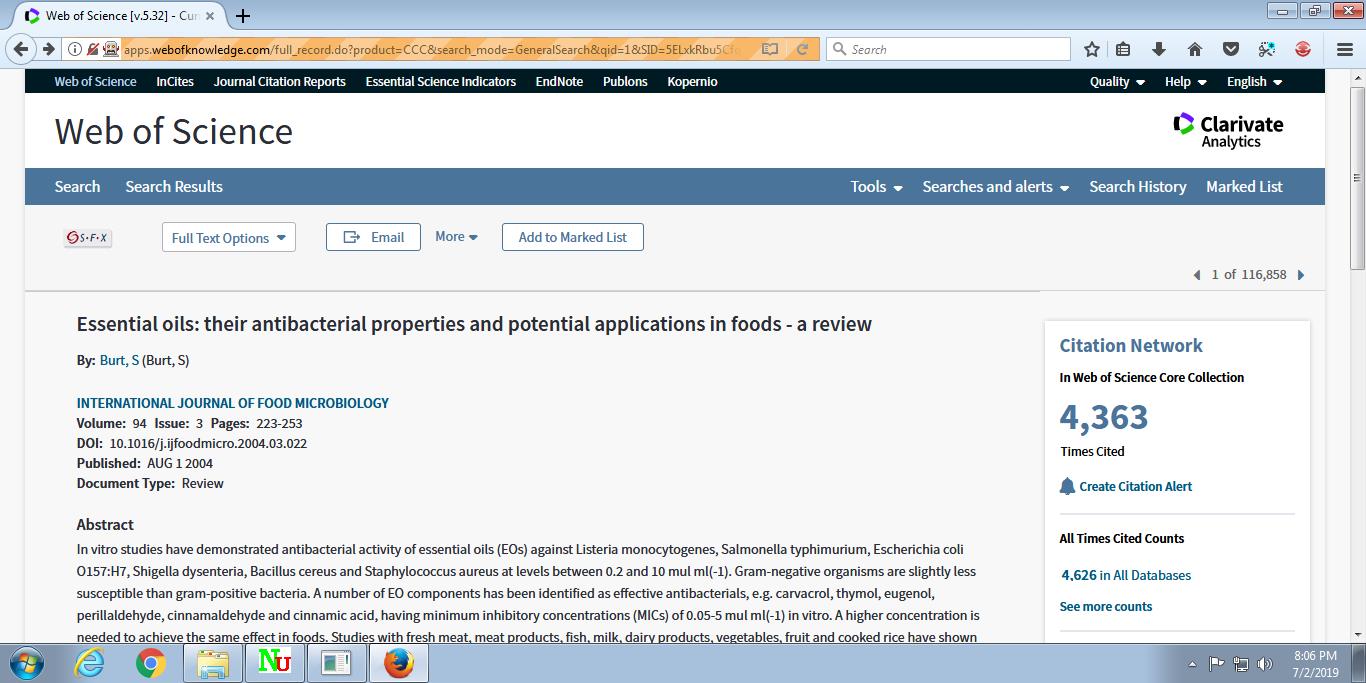 Web of Science [v.5.32] - Cur
apps.webofknowledge.com/full_record.do?product=CCC&search_mode=GeneralSearch&qid=1&SID=5ELxkRbu5Cfo
Search
Web of Science InCites Journal Citation Reports Essential Science Indicators EndNote Publons Kopernio Quality Help English
Web of Science
Clarivate
Analytics
Search Search Results Tools Searches and alerts Search History Marked List
S·F·X Full Text Options Email More Add to Marked List
1 of 116,858
Essential oils: their antibacterial properties and potential applications in foods - a review
By: Burt, S (Burt, S)
INTERNATIONAL JOURNAL OF FOOD MICROBIOLOGY
Volume: 94 Issue: 3 Pages: 223-253
DOI: 10.1016/j.ijfoodmicro.2004.03.022
Published: AUG 1 2004
Document Type: Review
Abstract
In vitro studies have demonstrated antibacterial activity of essential oils (EOs) against Listeria monocytogenes, Salmonella typhimurium, Escherichia coli
O157:H7, Shigella dysenteria, Bacillus cereus and Staphylococcus aureus at levels between 0.2 and 10 mul ml(-1). Gram-negative organisms are slightly less
susceptible than gram-positive bacteria. A number of EO components has been identified as effective antibacterials, e.g. carvacrol, thymol, eugenol,
perillaldehyde, cinnamaldehyde and cinnamic acid, having minimum inhibitory concentrations (MICs) of 0.05-5 mul ml(-1) in vitro. A higher concentration is
needed to achieve the same effect in foods. Studies with fresh meat, meat products, fish, milk, dairy products, vegetables, fruit and cooked rice have shown
Citation Network
In Web of Science Core Collection
4,363
Times Cited
Create Citation Alert
All Times Cited Counts
4,626 in All Databases
See more counts
NU
8:06 PM
7/2/2019